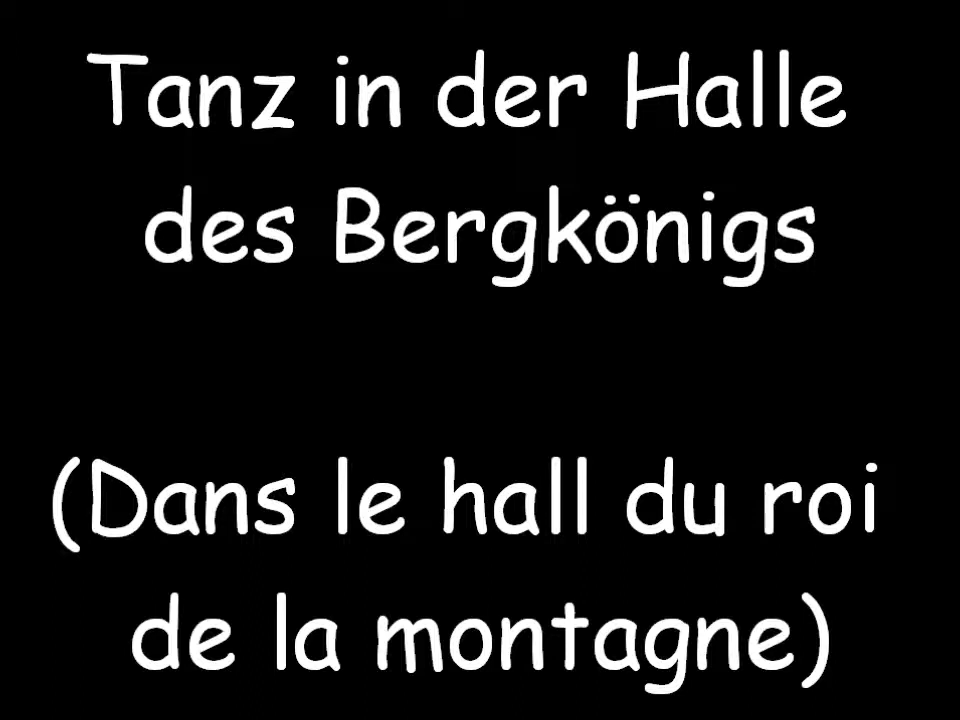 Tanz in der Halle
des Bergkönigs
(Dans le hall du roi
de la montagne)